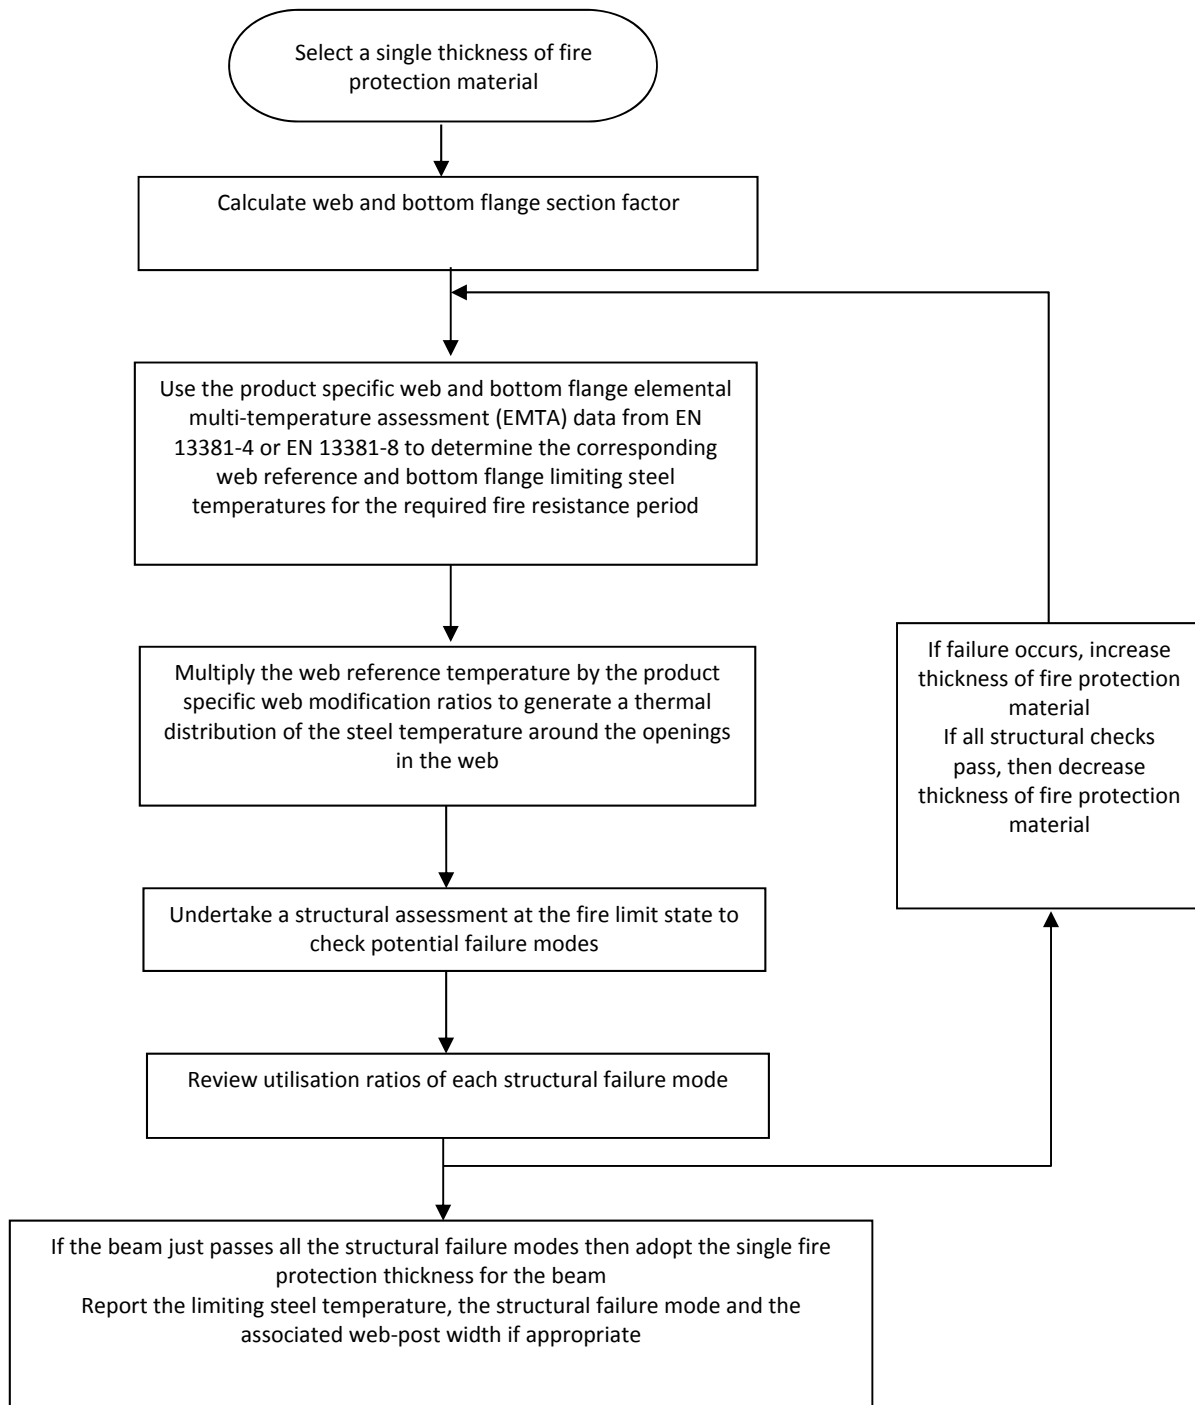 Select a single thickness of fire
protection material
Calculate web and bottom flange section factor
Use the product specific web and bottom flange elemental
multi-temperature assessment (EMTA) data from EN
13381-4 or EN 13381-8 to determine the corresponding
web reference and bottom flange limiting steel
temperatures for the required fire resistance period
Multiply the web reference temperature by the product
specific web modification ratios to generate a thermal
distribution of the steel temperature around the openings
in the web
If failure occurs, increase
thickness of fire protection
material
If all structural checks
pass, then decrease
thickness of fire protection
material
Undertake a structural assessment at the fire limit state to
check potential failure modes
Review utilisation ratios of each structural failure mode
If the beam just passes all the structural failure modes then adopt the single fire
protection thickness for the beam
Report the limiting steel temperature, the structural failure mode and the
associated web-post width if appropriate